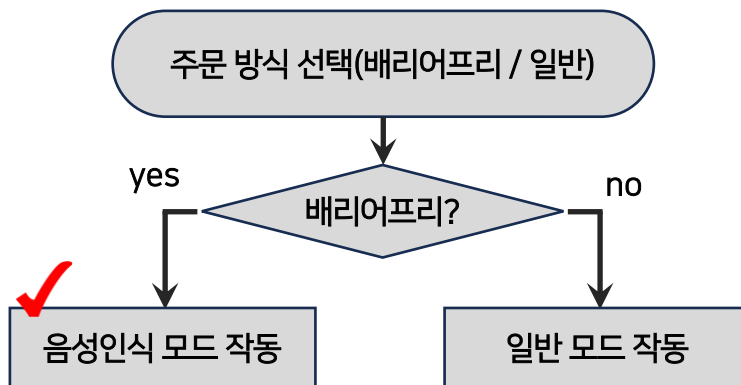 주문 방식 선택(배리어프리 / 일반)
yes
no
배리어프리?
음성인식 모드 작동
일반 모드 작동